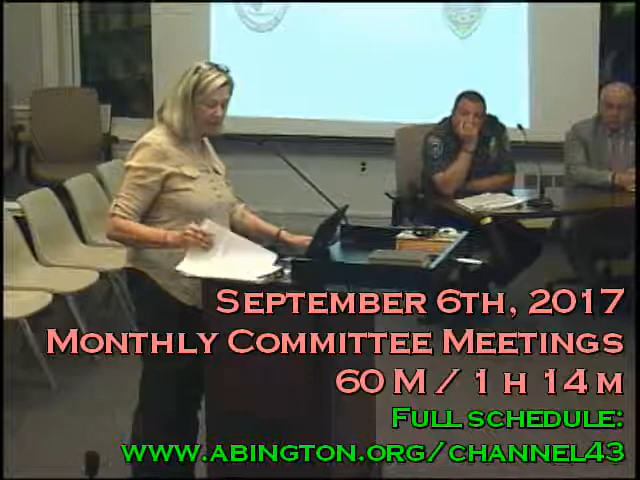 September 6th, 2017
Monthly Committee Meetings
60 M / 1 h 14 m
Full schedule:
www.abington.org/channel43